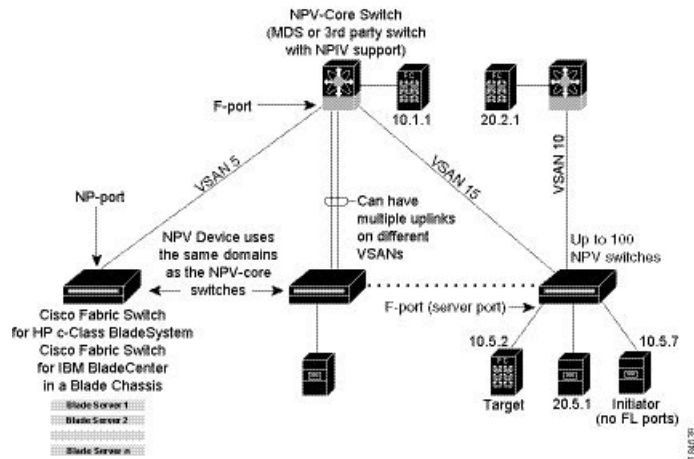 NPV-Core Switch
(MDS or 3rd party switch
with NPIV support)
F-port
10.1.1
20.2.1
VSAN 5
VSAN 15
VSAN 10
NP-port
Can have
multiple uplinks
on different
VSANs
NPV Device uses
the same domains
as the NPV-core
switches
Up to 100
NPV switches
Cisco Fabric Switch
for HP c-Class BladeSystem
Cisco Fabric Switch
for IBM BladeCenter
in a Blade Chassis
F-port (server port)
10.5.2
10.5.7
FC
Target
20.5.1
Initiator
(no FL ports)
Blade Server 1
Blade Server 2
Blade Server n